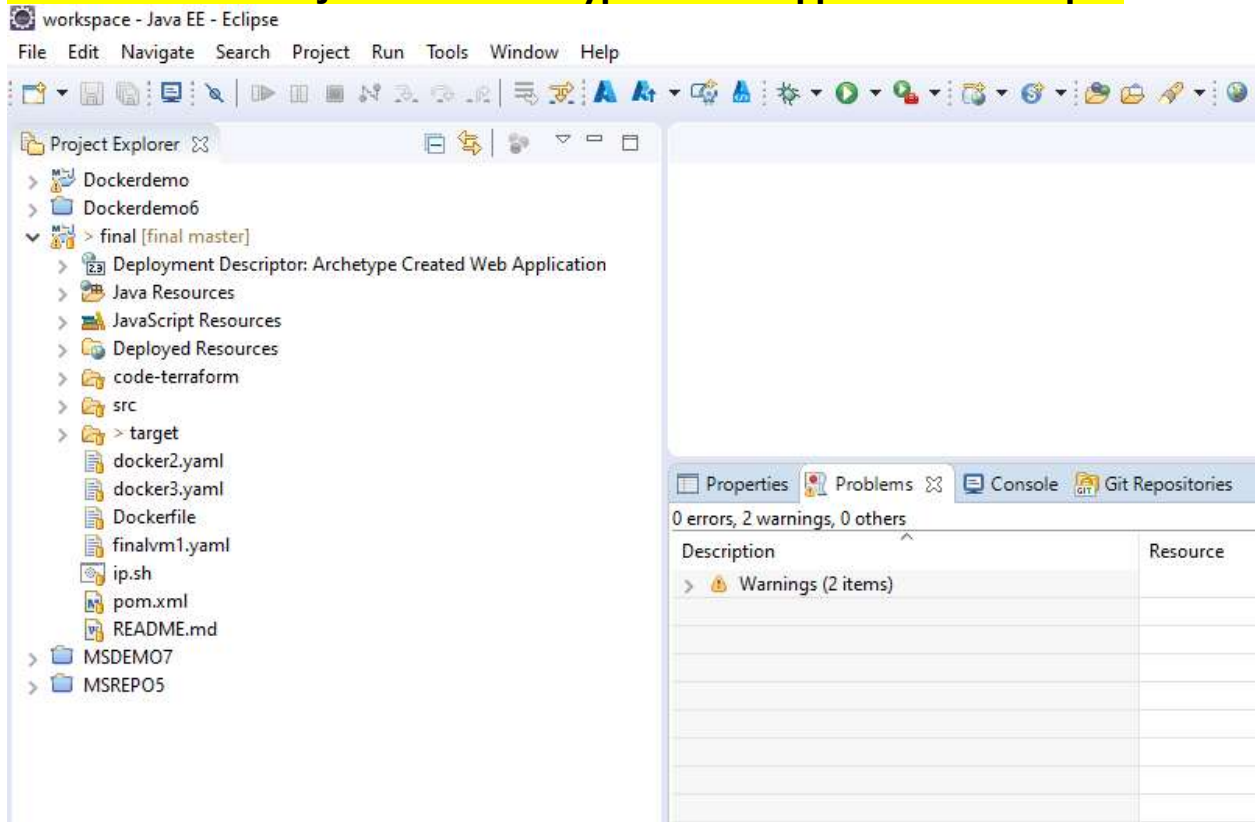 workspace - Java EE - Eclipse
File Edit Navigate Search Project Run Tools Window Help
Project Explorer
Dockerdemo
Dockerdemo6
> final [final master]
2.3 Deployment Descriptor: Archetype Created Web Application
Java Resources
JavaScript Resources
Deployed Resources
code-terraform
src
> target
docker2.yaml
docker3.yaml
Dockerfile
finalvm1.yaml
ip.sh
pom.xml
README.md
MSDEMO7
MSREPO5
Properties Problems Console GIT Git Repositories
0 errors, 2 warnings, 0 others
Description Resource
Warnings (2 items)